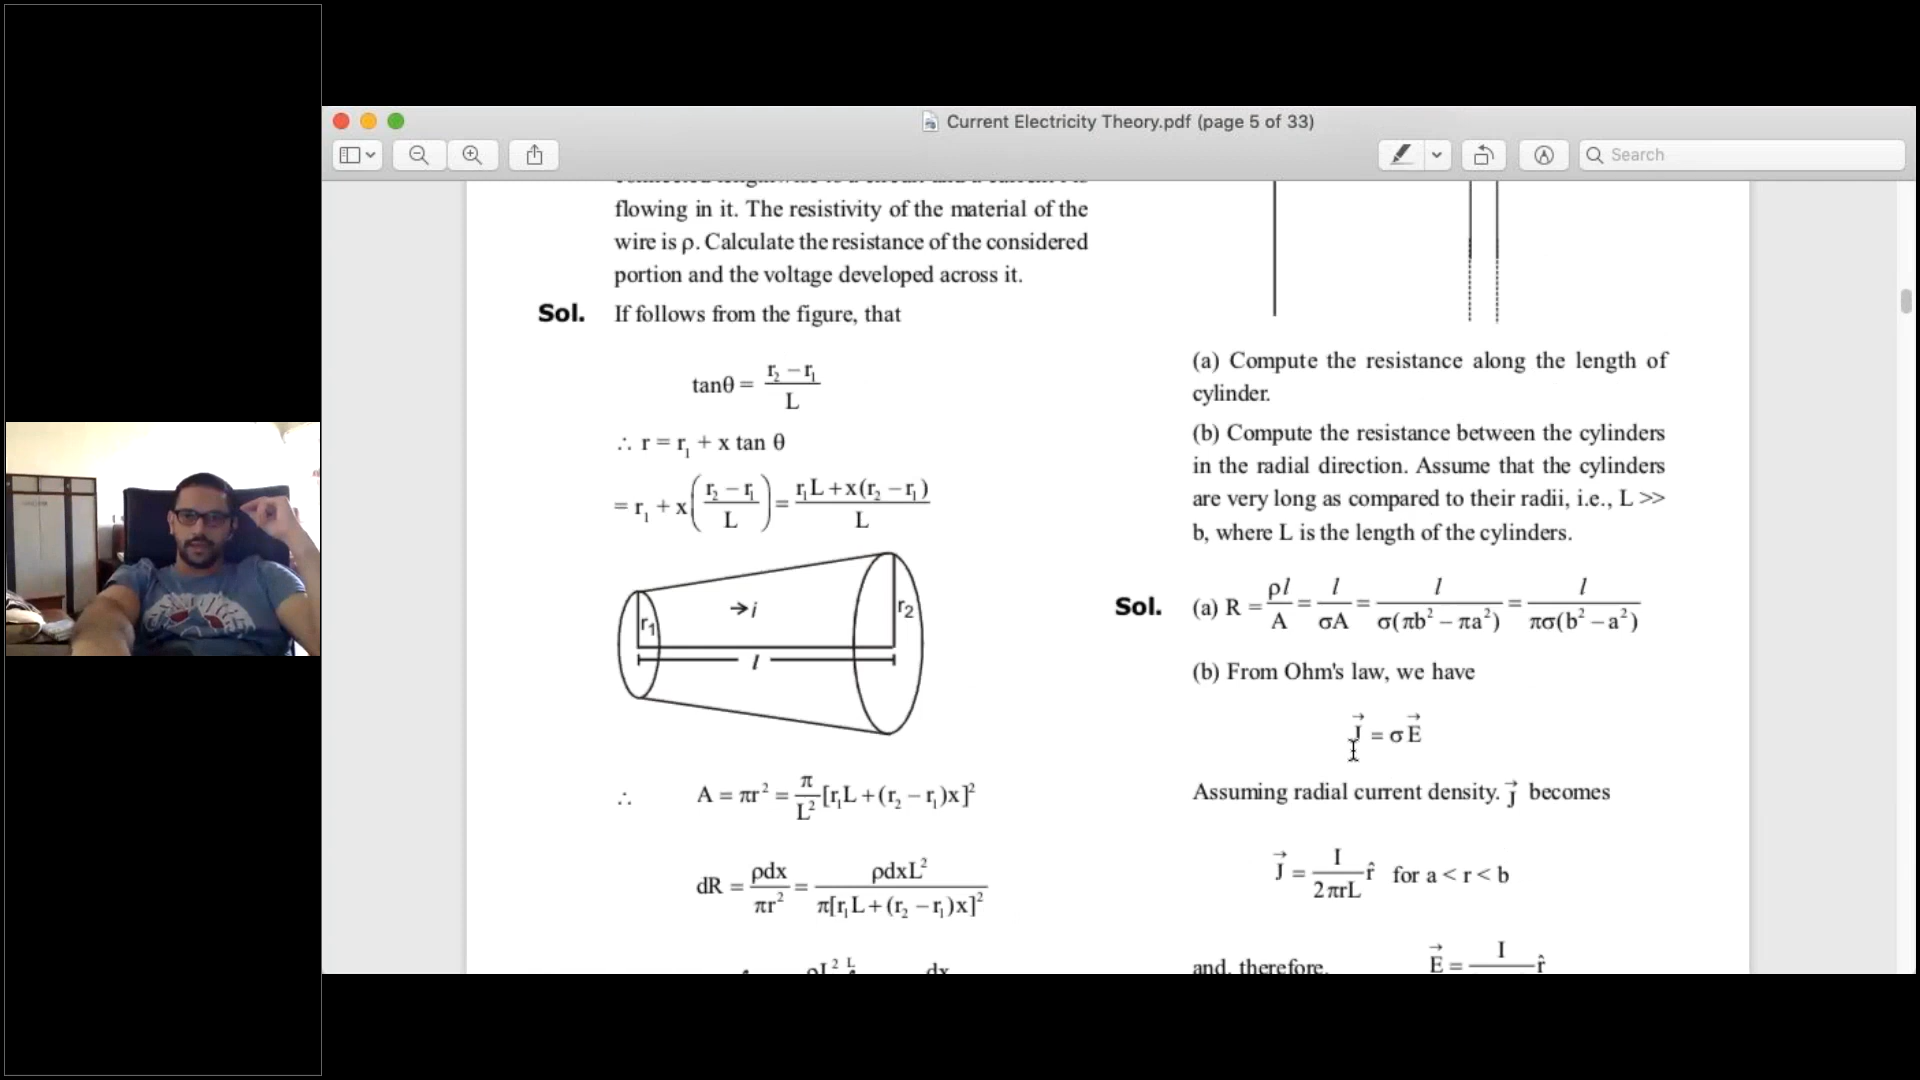 Current Electricity Theory.pdf (page 5 of 33)
Search
flowing in it. The resistivity of the material of the
wire is ρ. Calculate the resistance of the considered
portion and the voltage developed across it.
Sol. If follows from the figure, that
tanθ = (r₂ − r₁)/L
∴ r = r₁ + x tan θ
= r₁ + x((r₂ − r₁)/L) = (r₁L + x(r₂ − r₁))/L
r₁
→i
r₂
l
∴ A = πr² = π/L² [r₁L + (r₂ − r₁)x]²
dR = ρdx/πr² = ρdxL²/π[r₁L + (r₂ − r₁)x]²
(a) Compute the resistance along the length of
cylinder.
(b) Compute the resistance between the cylinders
in the radial direction. Assume that the cylinders
are very long as compared to their radii, i.e., L >>
b, where L is the length of the cylinders.
Sol. (a) R = ρl/A = l/σA = l/σ(πb² − πa²) = l/πσ(b² − a²)
(b) From Ohm's law, we have
J⃗ = σE⃗
Assuming radial current density. J⃗ becomes
J⃗ = I/2πrL r̂ for a < r < b
and, therefore,